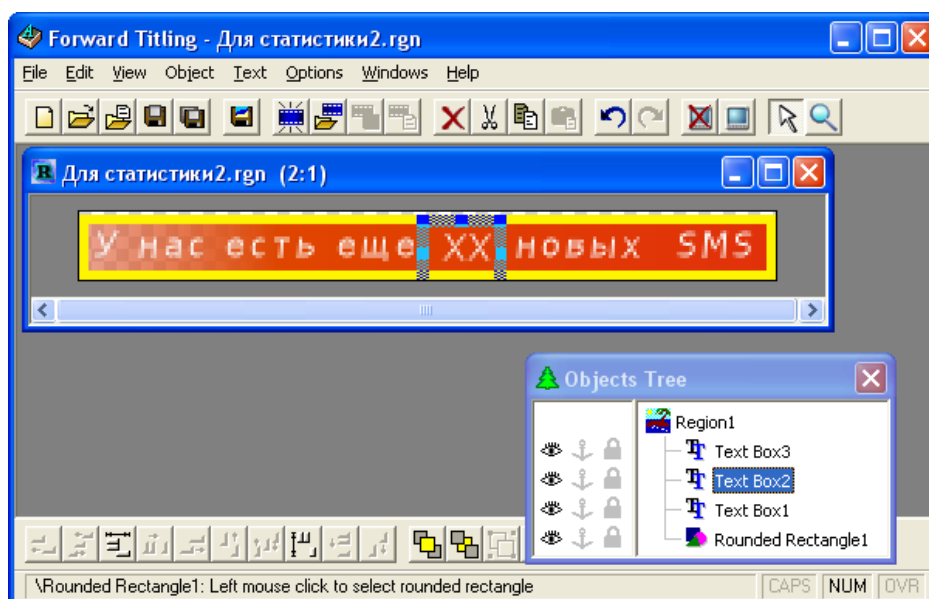 Forward Titling - Для статистики2.rgn
File Edit View Object Text Options Windows Help
R Для статистики2.rgn (2:1)
У нас есть еще XX новых SMS
Objects Tree
Region1
Text Box3
Text Box2
Text Box1
Rounded Rectangle1
\Rounded Rectangle1: Left mouse click to select rounded rectangle CAPS NUM OVR